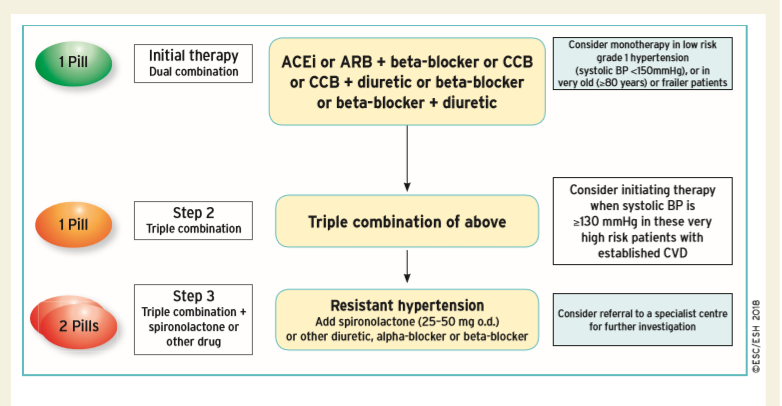 1 Pill
Initial therapy
Dual combination
ACEi or ARB + beta-blocker or CCB
or CCB + diuretic or beta-blocker
or beta-blocker + diuretic
Consider monotherapy in low risk
grade 1 hypertension
(systolic BP <150mmHg), or in
very old (≥80 years) or frailer patients
1 Pill
Step 2
Triple combination
Triple combination of above
Consider initiating therapy
when systolic BP is
≥130 mmHg in these very
high risk patients with
established CVD
2 Pills
Step 3
Triple combination +
spironolactone or
other drug
Resistant hypertension
Add spironolactone (25–50 mg o.d.)
or other diuretic, alpha-blocker or beta-blocker
Consider referral to a specialist centre
for further investigation
©ESC/ESH 2018